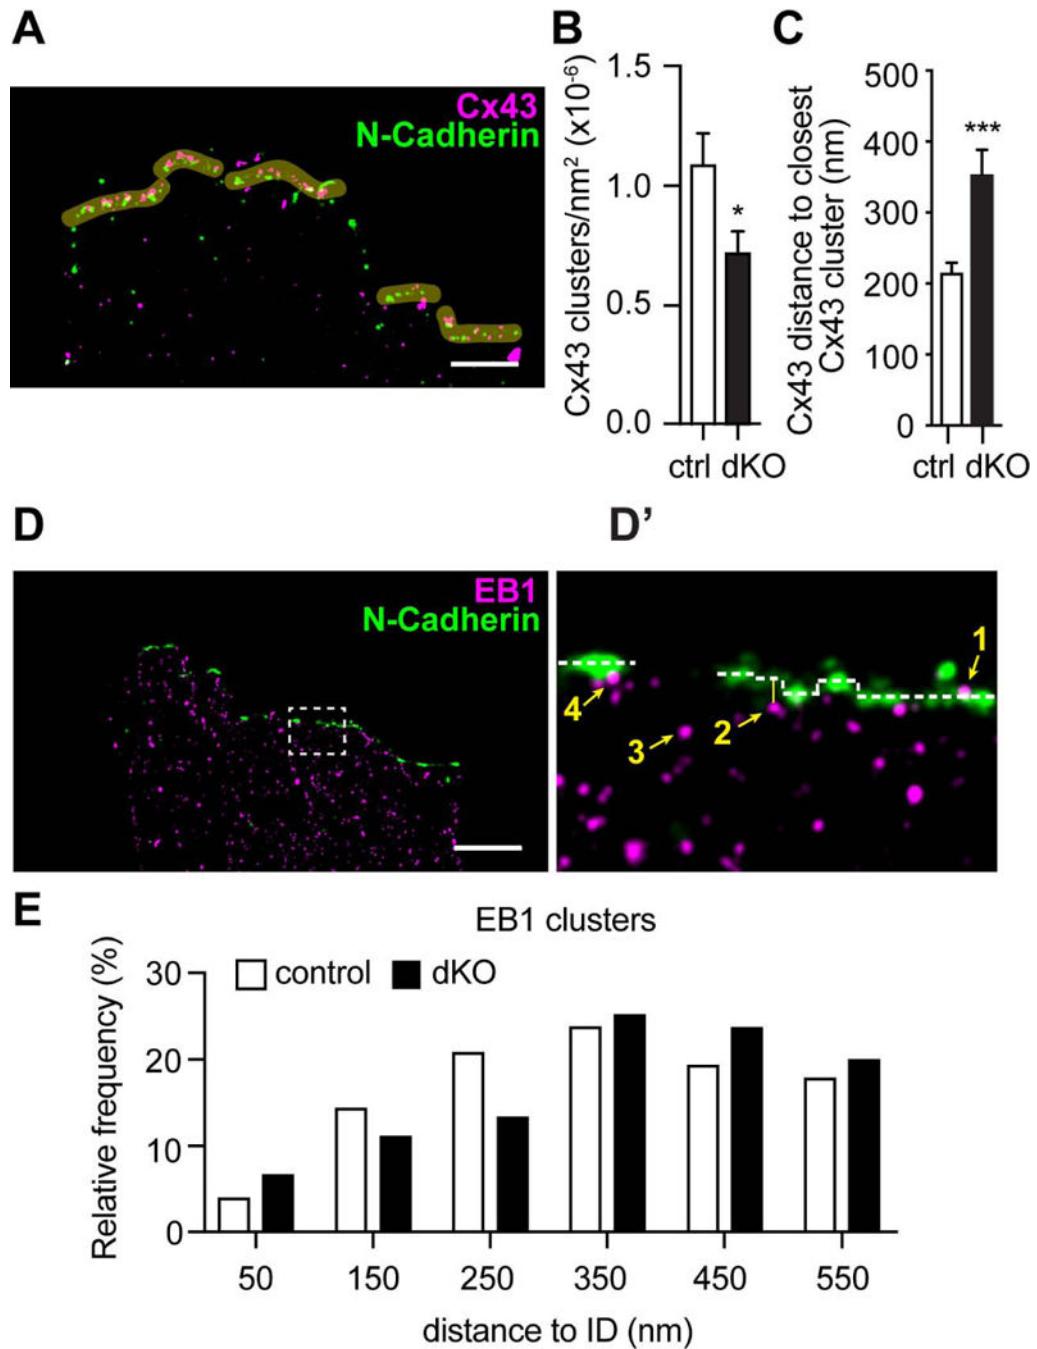 A
Cx43
N-Cadherin
B
Cx43 clusters/nm² (x10⁻⁶)
1.5
1.0
0.5
0.0
*
ctrl dKO
C
Cx43 distance to closest
Cx43 cluster (nm)
500
400
300
200
100
0
***
ctrl dKO
D
EB1
N-Cadherin
D’
1
2
3
4
E
EB1 clusters
control dKO
Relative frequency (%)
30
20
10
0
50 150 250 350 450 550
distance to ID (nm)